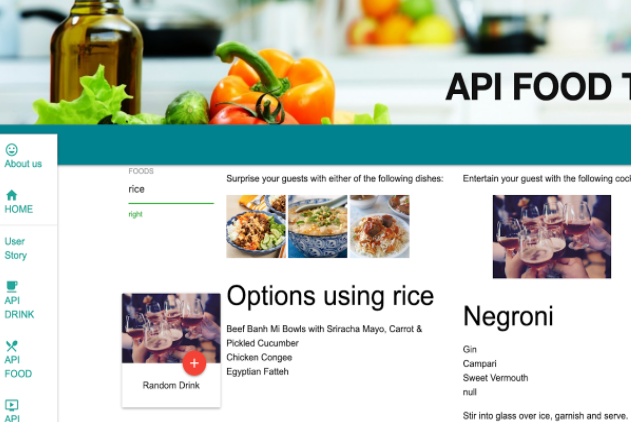 API FOOD
About us
HOME
User
Story
API
DRINK
API
FOOD
API
FOODS
rice
right
Random Drink
Surprise your guests with either of the following dishes:
Options using rice
Beef Banh Mi Bowls with Sriracha Mayo, Carrot &
Pickled Cucumber
Chicken Congee
Egyptian Fatteh
Entertain your guest with the following
Negroni
Gin
Campari
Sweet Vermouth
null
Stir into glass over ice, garnish and serve.